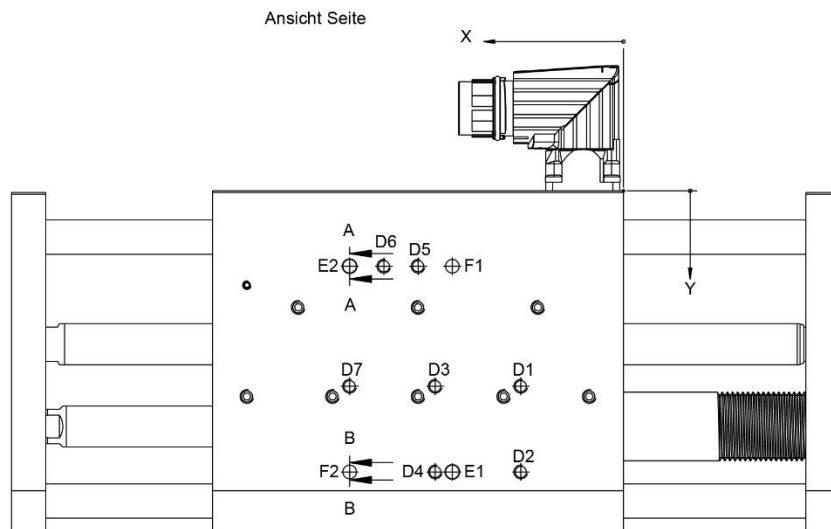 Ansicht Seite
X
A
D6 D5
E2 F1
Y
A
D7 D3 D1
B
F2 D4 E1 D2
B